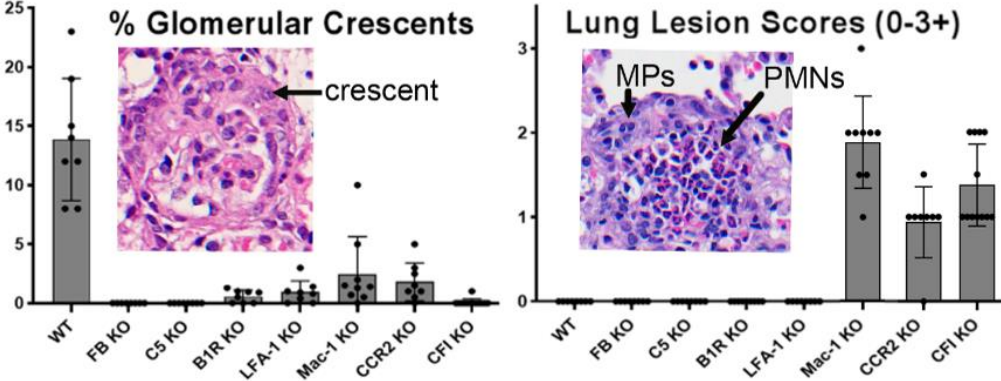 % Glomerular Crescents
25
20
15
10
5
0
crescent
WT
FB KO
C5 KO
B1R KO
LFA-1 KO
Mac-1 KO
CCR2 KO
CFI KO
Lung Lesion Scores (0-3+)
3
2
1
0
MPs
PMNs
WT
FB KO
C5 KO
B1R KO
LFA-1 KO
Mac-1 KO
CCR2 KO
CFI KO